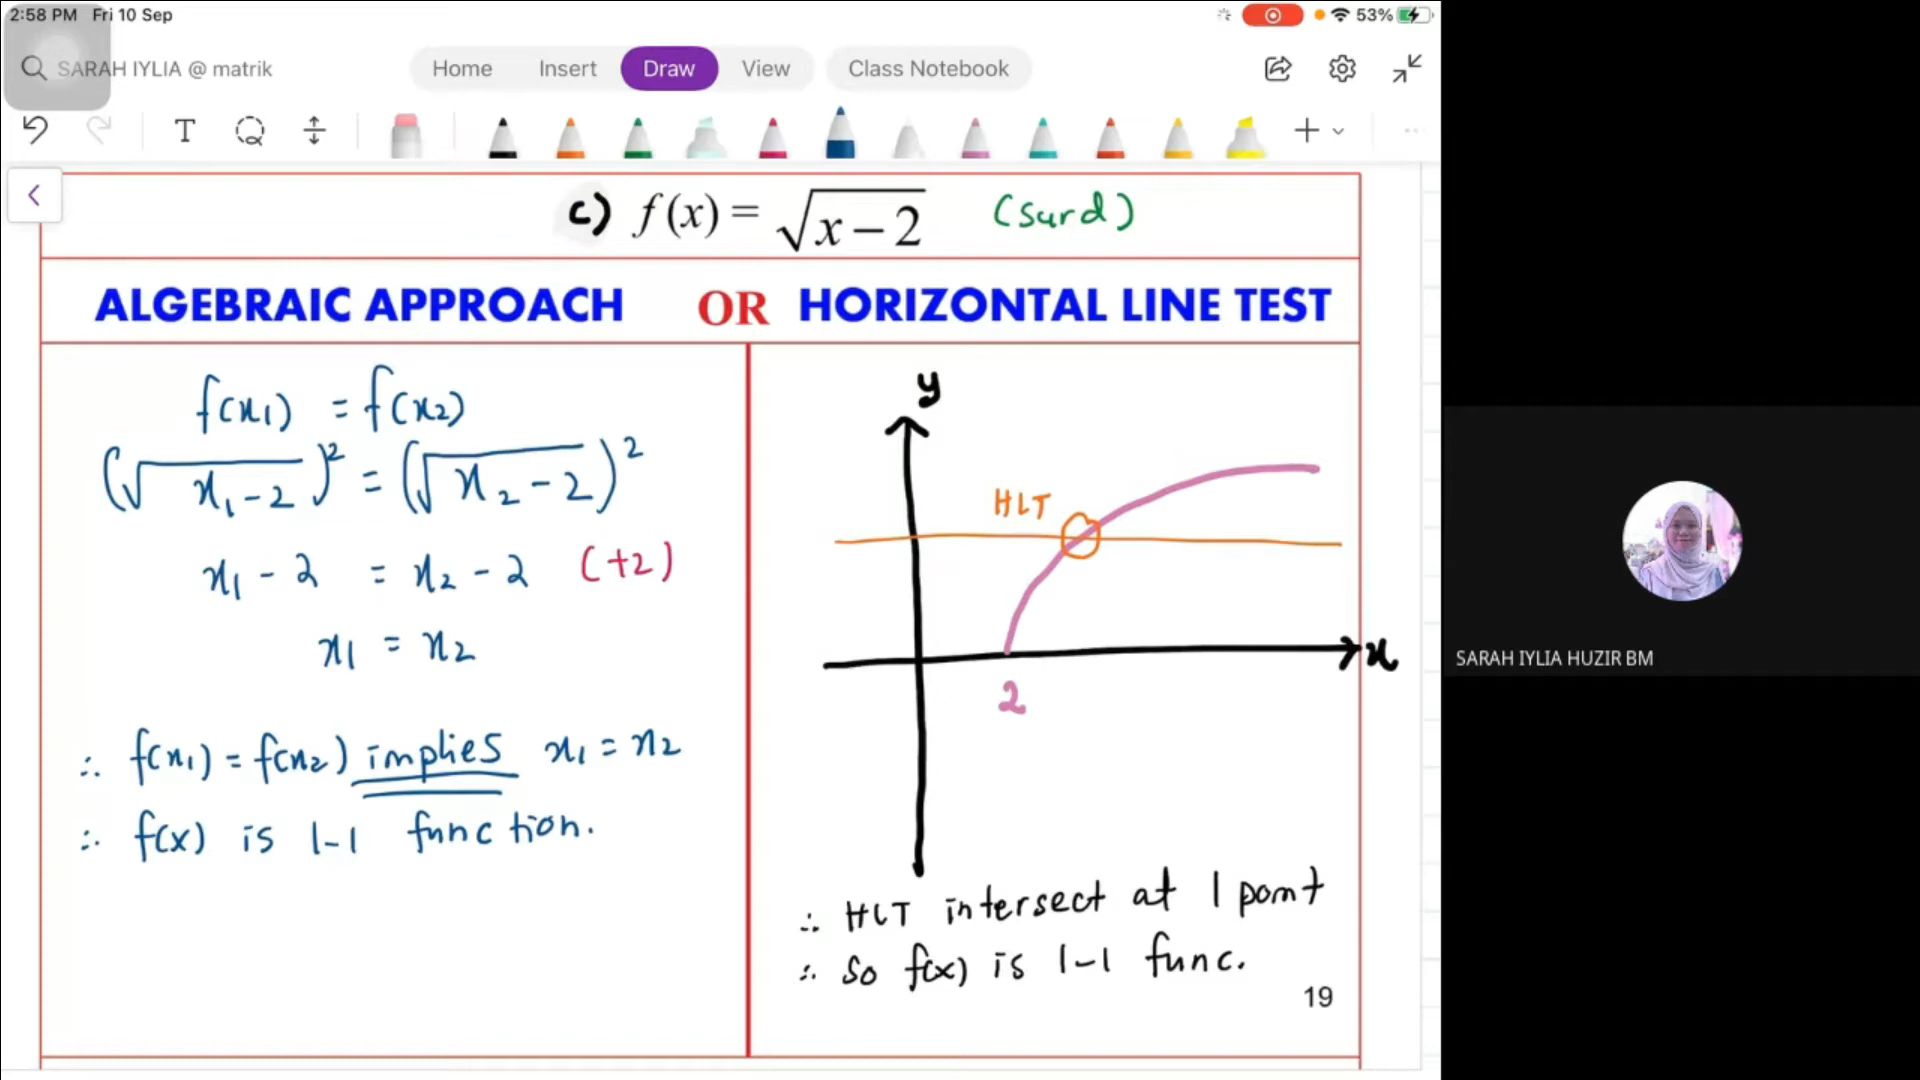 2:58 PM Fri 10 Sep
53%
SARAH IYLIA @ matrik
Home Insert Draw View Class Notebook
T
c) f(x) = √x − 2 (surd)
ALGEBRAIC APPROACH OR HORIZONTAL LINE TEST
f(x1) = f(x2)
(√x1 - 2)² = (√x2 - 2)²
x1 - 2 = x2 - 2 (+2)
x1 = x2
∴ f(x1) = f(x2) implies x1 = x2
∴ f(x) is 1-1 function.
y
HLT
x
2
∴ HLT intersect at 1 point
∴ So f(x) is 1-1 func.
19
SARAH IYLIA HUZIR BM